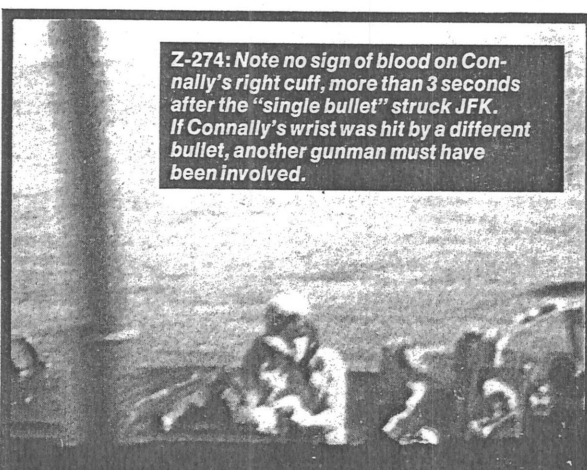 Z-274: Note no sign of blood on Con-
nally's right cuff, more than 3 seconds
after the “single bullet” struck JFK.
If Connally's wrist was hit by a different
bullet, another gunman must have
been involved.